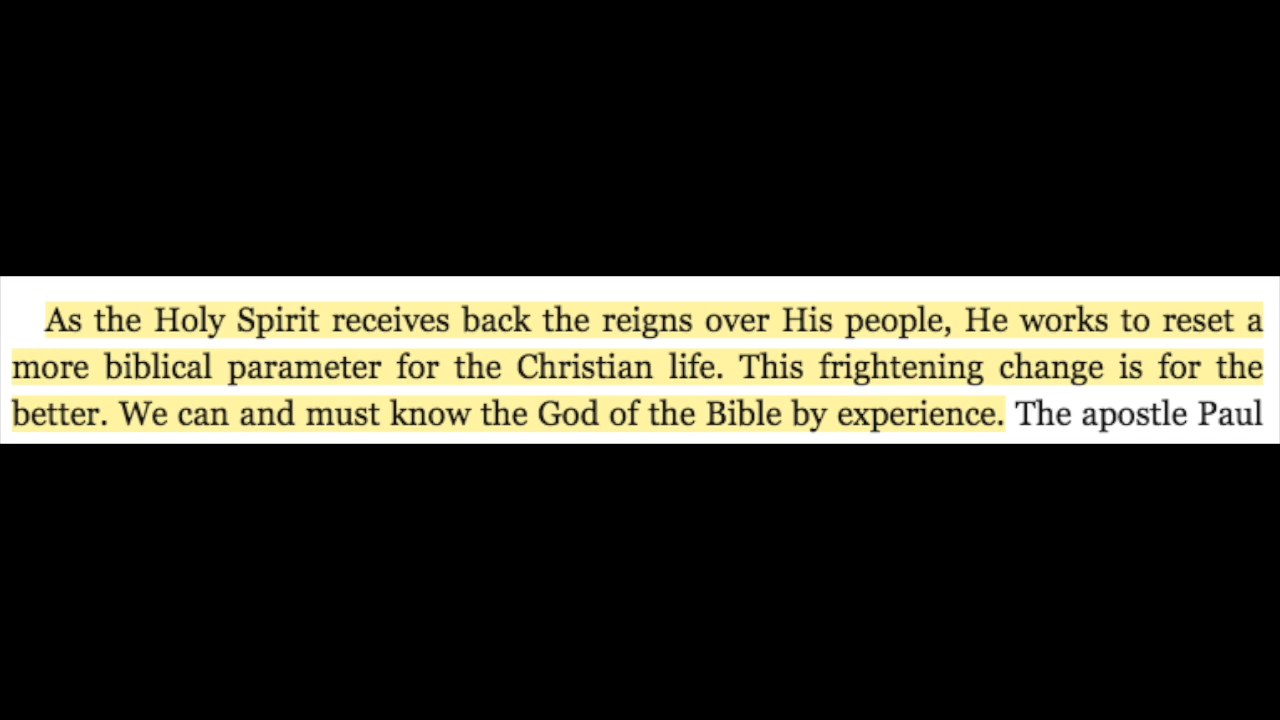 As the Holy Spirit receives back the reigns over His people, He works to reset a
more biblical parameter for the Christian life. This frightening change is for the
better. We can and must know the God of the Bible by experience. The apostle Paul